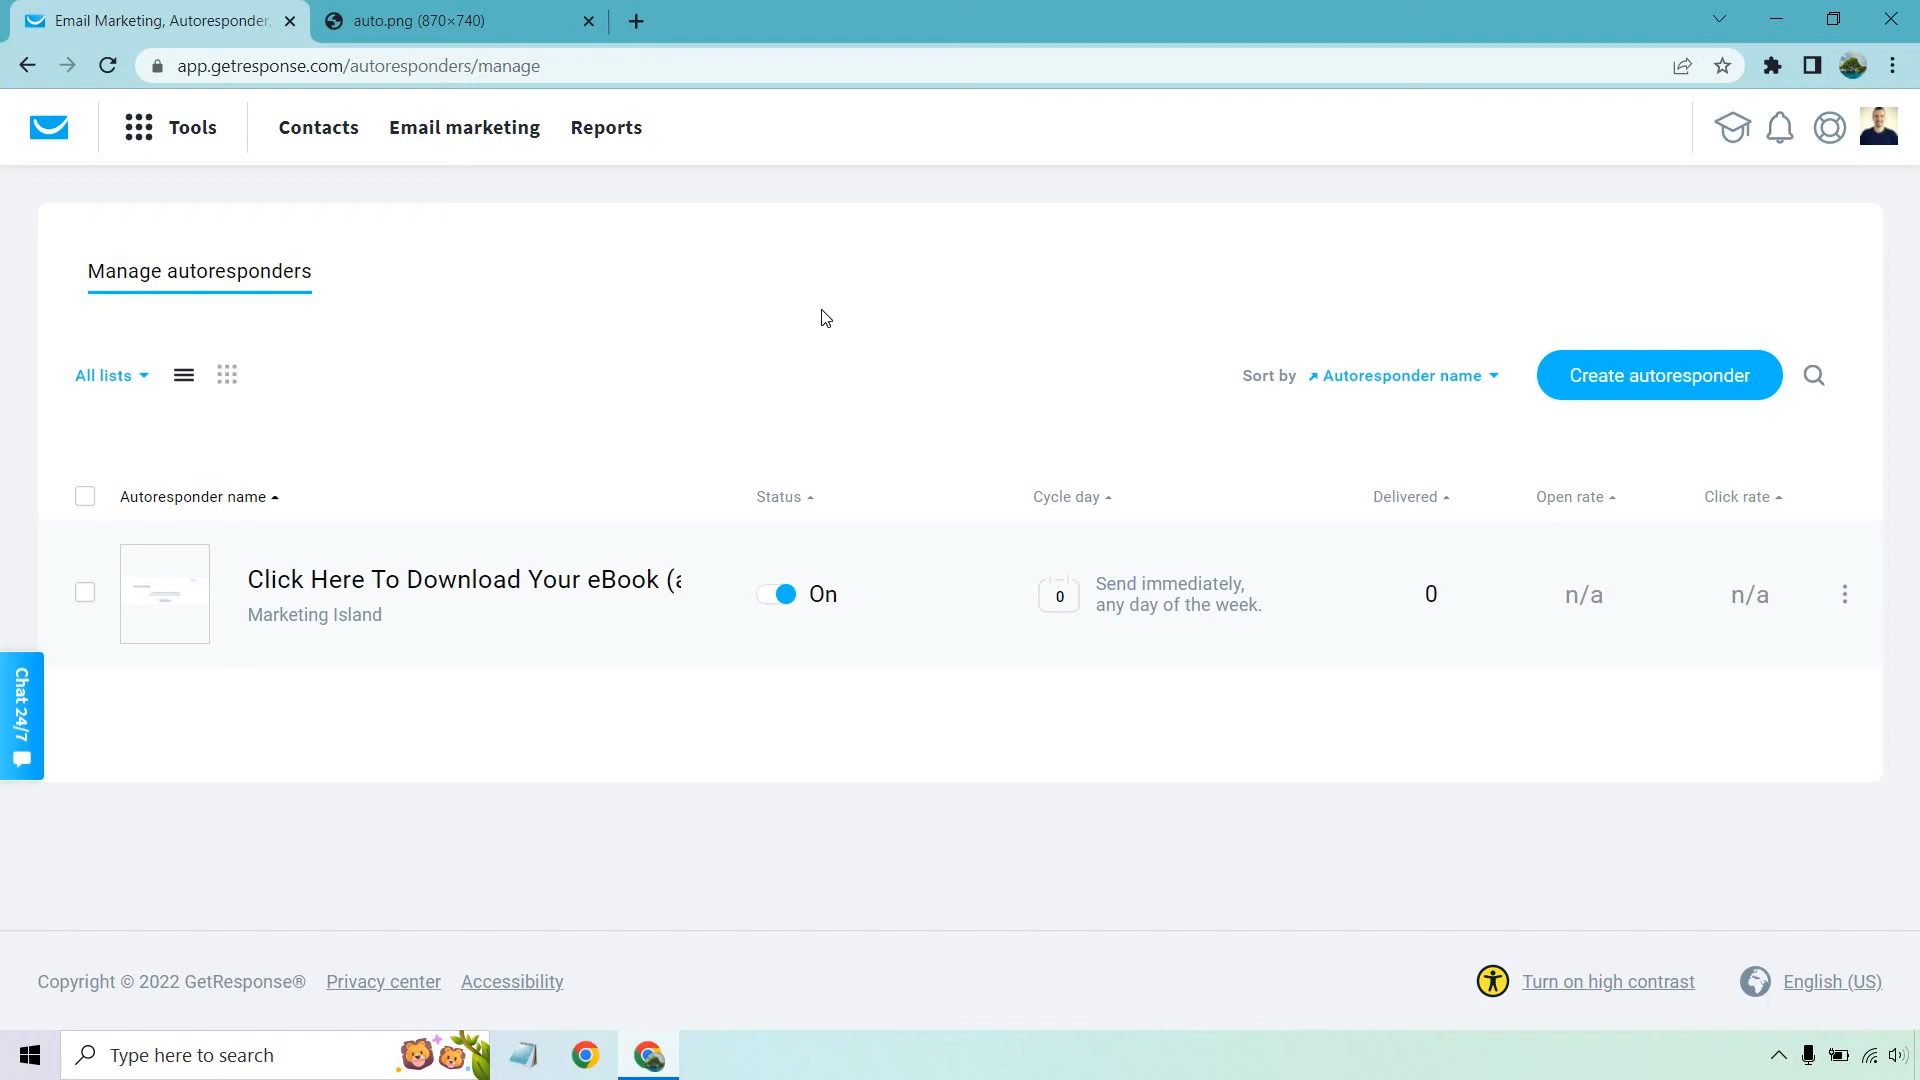 Email Marketing, Autoresponder,
auto.png (870×740)
app.getresponse.com/autoresponders/manage
Tools
Contacts
Email marketing
Reports
Manage autoresponders
All lists
Sort by
Autoresponder name
Create autoresponder
Autoresponder name
Status
Cycle day
Delivered
Open rate
Click rate
Click Here To Download Your eBook (a
Marketing Island
On
0
Send immediately,
any day of the week.
0
n/a
n/a
Chat 24/7
Copyright © 2022 GetResponse®
Privacy center
Accessibility
Turn on high contrast
English (US)
Type here to search